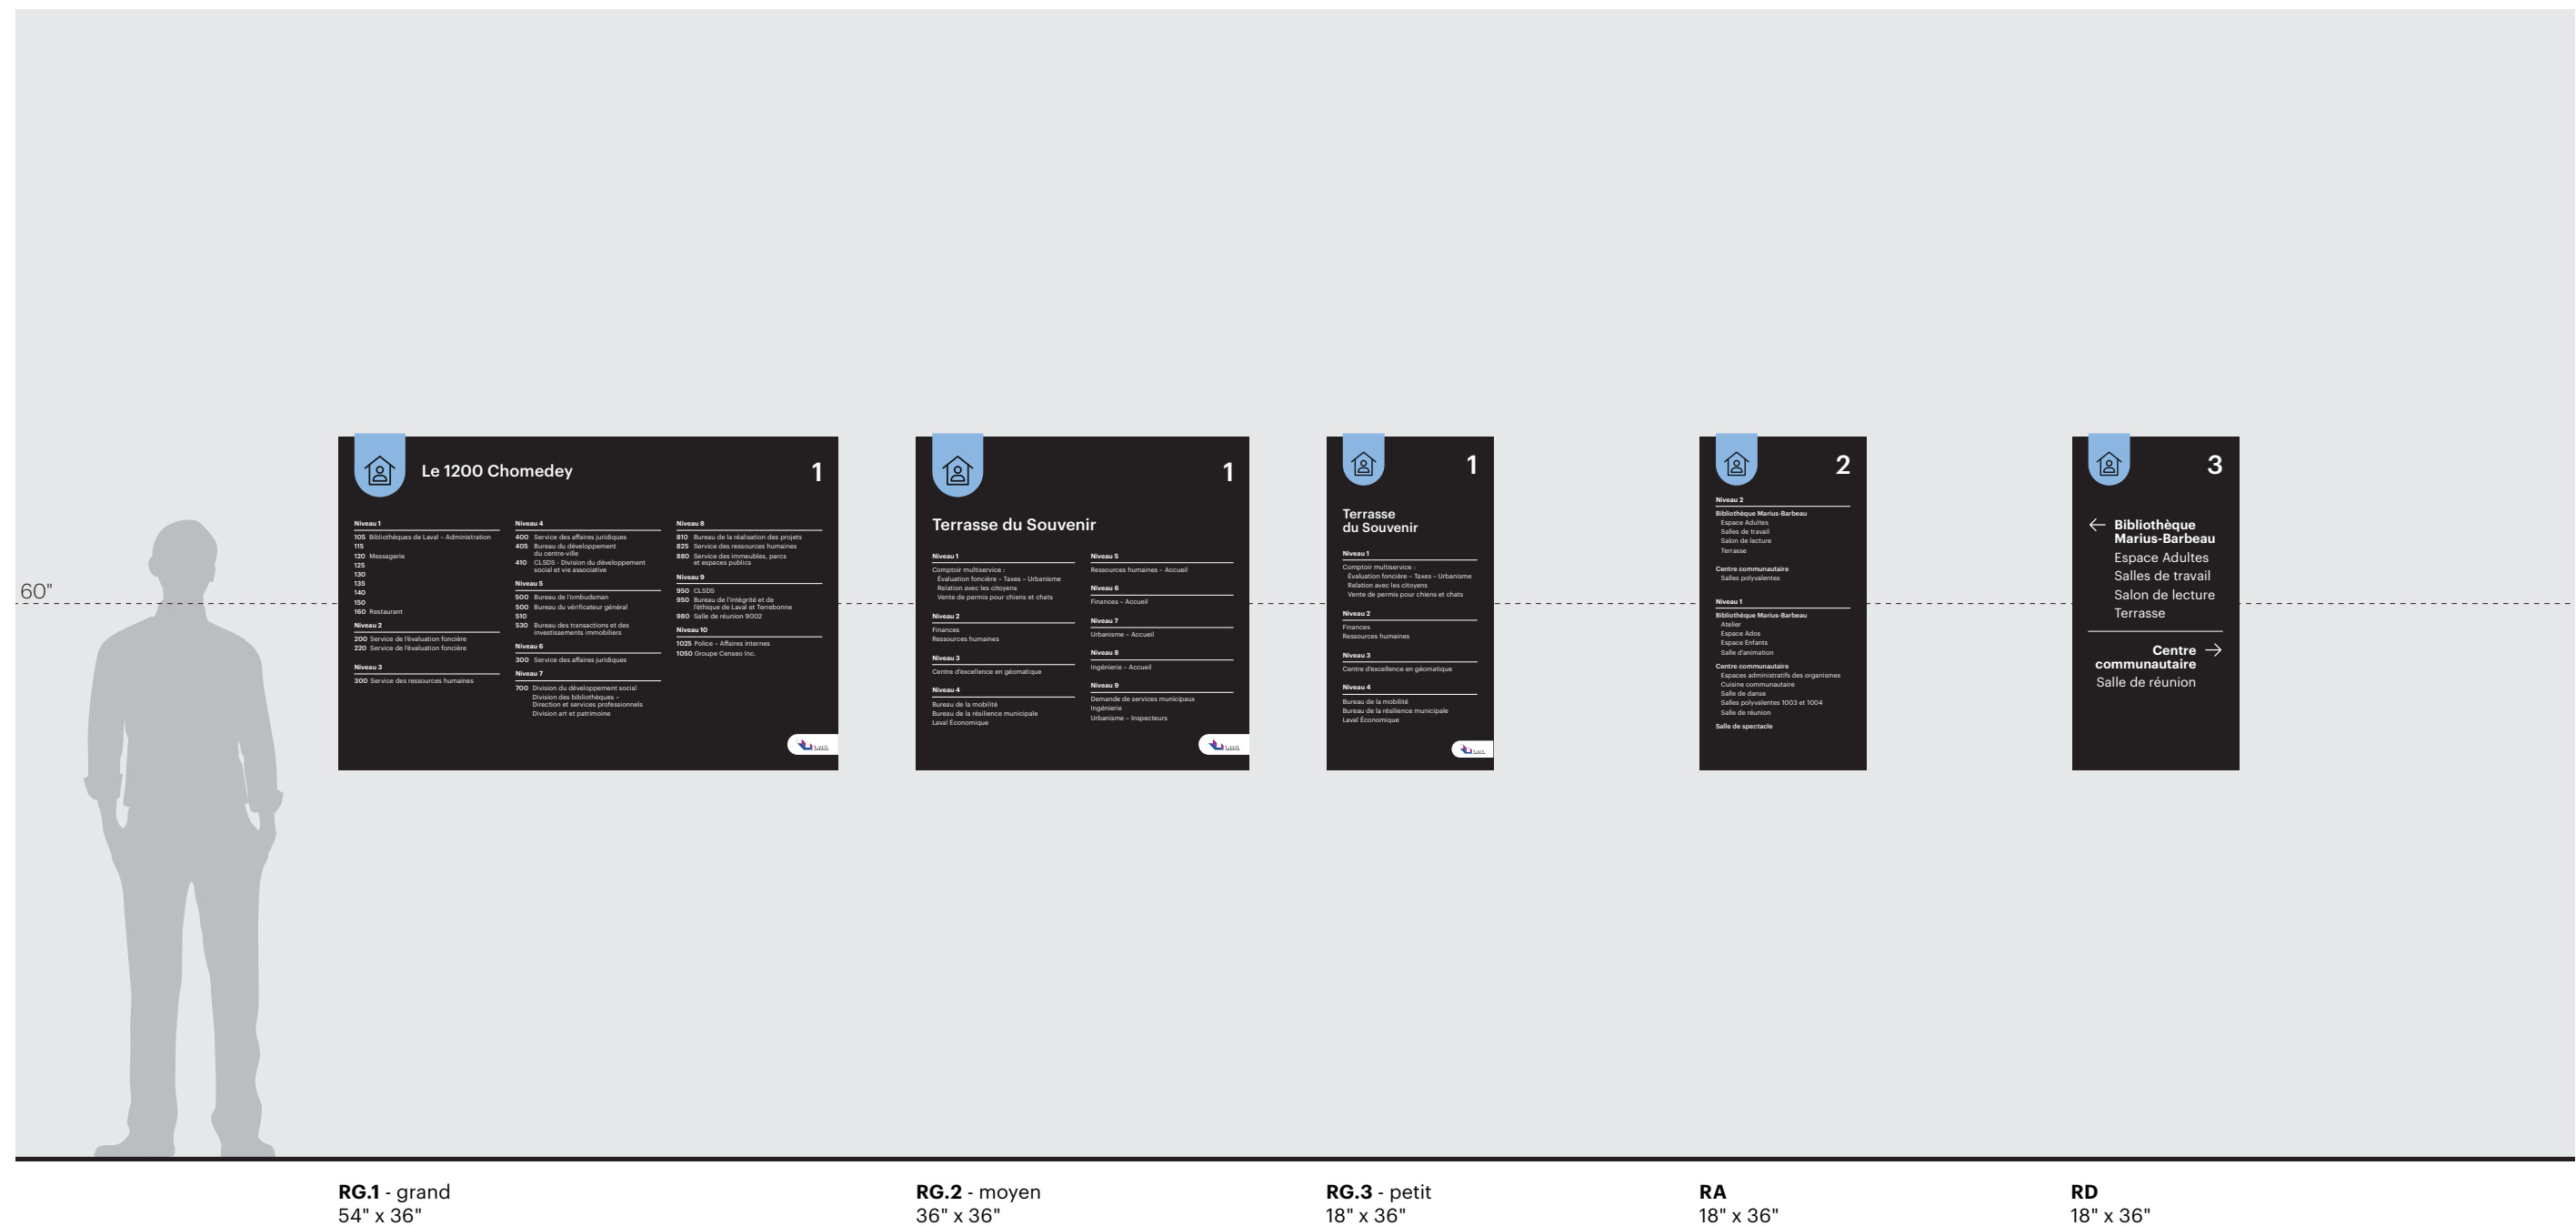 60"
Le 1200 Chomedey
1
Niveau 1
105 Bibliothèques de Laval – Administration
115
120 Messagerie
125
130
135
140
150
160 Restaurant
Niveau 2
200 Service de l'évaluation foncière
220 Service de l'évaluation foncière
Niveau 3
300 Service des ressources humaines
Niveau 4
400 Service des affaires juridiques
405 Bureau du développement
du centre-ville
410 CLSDS - Division du développement
social et vie associative
Niveau 5
500 Bureau de l'ombudsman
500 Bureau du vérificateur général
510
530 Bureau des transactions et des
investissements immobiliers
Niveau 6
300 Service des affaires juridiques
Niveau 7
700 Division du développement social
Division des bibliothèques –
Direction et services professionnels
Division art et patrimoine
Niveau 8
810 Bureau de la réalisation des projets
825 Service des ressources humaines
880 Service des immeubles, parcs
et espaces publics
Niveau 9
950 CLSDS
950 Bureau de l'intégrité et de
l'éthique de Laval et Terrebonne
980 Salle de réunion 9002
Niveau 10
1025 Police – Affaires internes
1050 Groupe Censeo Inc.
Laval
Terrasse du Souvenir
1
Niveau 1
Comptoir multiservice :
Évaluation foncière – Taxes – Urbanisme
Relation avec les citoyens
Vente de permis pour chiens et chats
Niveau 2
Finances
Ressources humaines
Niveau 3
Centre d'excellence en géomatique
Niveau 4
Bureau de la mobilité
Bureau de la résilience municipale
Laval Économique
Niveau 5
Ressources humaines – Accueil
Niveau 6
Finances – Accueil
Niveau 7
Urbanisme – Accueil
Niveau 8
Ingénierie – Accueil
Niveau 9
Demande de services municipaux
Ingénierie
Urbanisme – Inspecteurs
Laval
1
Terrasse
du Souvenir
Niveau 1
Comptoir multiservice :
Évaluation foncière – Taxes – Urbanisme
Relation avec les citoyens
Vente de permis pour chiens et chats
Niveau 2
Finances
Ressources humaines
Niveau 3
Centre d'excellence en géomatique
Niveau 4
Bureau de la mobilité
Bureau de la résilience municipale
Laval Économique
Laval
2
Niveau 2
Bibliothèque Marius-Barbeau
Espace Adultes
Salles de travail
Salon de lecture
Terrasse
Centre communautaire
Salles polyvalentes
Niveau 1
Bibliothèque Marius-Barbeau
Atelier
Espace Ados
Espace Enfants
Salle d'animation
Centre communautaire
Espaces administratifs des organismes
Cuisine communautaire
Salle de danse
Salles polyvalentes 1003 et 1004
Salle de réunion
Salle de spectacle
3
← Bibliothèque
Marius-Barbeau
Espace Adultes
Salles de travail
Salon de lecture
Terrasse
Centre →
communautaire
Salle de réunion
RG.1 - grand
54" x 36"
RG.2 - moyen
36" x 36"
RG.3 - petit
18" x 36"
RA
18" x 36"
RD
18" x 36"